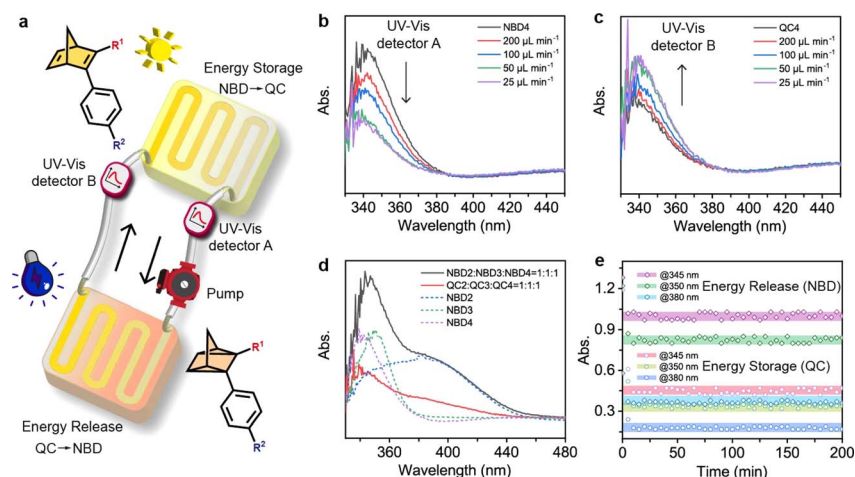 a
R¹
R²
Energy Storage
NBD→QC
UV-Vis
detector B
UV-Vis
detector A
Pump
R¹
R²
Energy Release
QC→NBD
b
UV-Vis
detector A
NBD4
200 μL min⁻¹
100 μL min⁻¹
50 μL min⁻¹
25 μL min⁻¹
Abs.
340 360 380 400 420 440
Wavelength (nm)
c
UV-Vis
detector B
QC4
200 μL min⁻¹
100 μL min⁻¹
50 μL min⁻¹
25 μL min⁻¹
Abs.
340 360 380 400 420 440
Wavelength (nm)
d
NBD2:NBD3:NBD4=1:1:1
QC2:QC3:QC4=1:1:1
NBD2
NBD3
NBD4
Abs.
360 400 440 480
Wavelength (nm)
e
@345 nm
@350 nm
@380 nm
Energy Release (NBD)
@345 nm
@350 nm
@380 nm
Energy Storage (QC)
Abs.
1.2
0.9
0.6
0.3
0 50 100 150 200
Time (min)